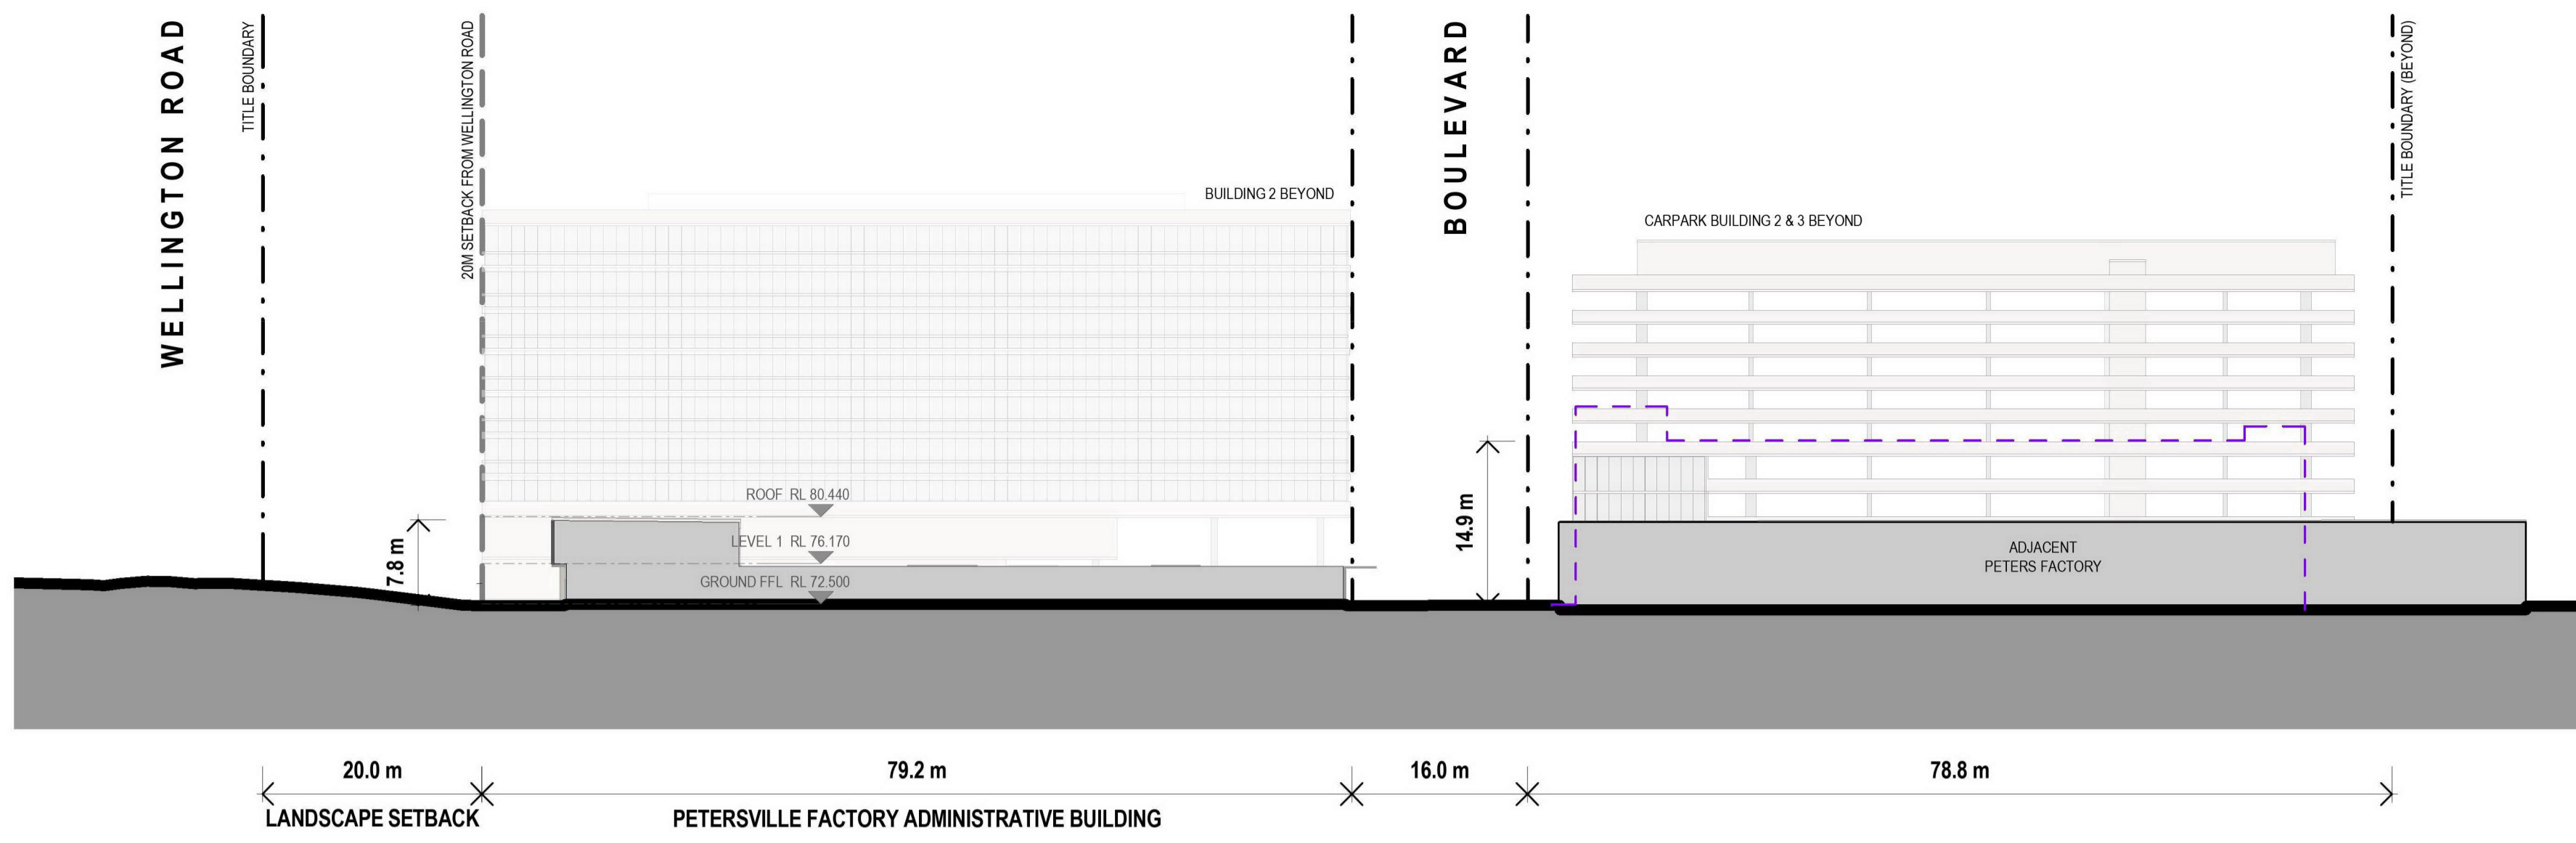 WELLINGTON ROAD
TITLE BOUNDARY
20M SETBACK FROM WELLINGTON ROAD
BUILDING 2 BEYOND
BOULEVARD
CARPARK BUILDING 2 & 3 BEYOND
TITLE BOUNDARY (BEYOND)
7.8 m
ROOF RL 80.440
LEVEL 1 RL 76.170
GROUND FFL RL 72.500
14.9 m
ADJACENT
PETERS FACTORY
20.0 m
79.2 m
16.0 m
78.8 m
LANDSCAPE SETBACK
PETERSVILLE FACTORY ADMINISTRATIVE BUILDING